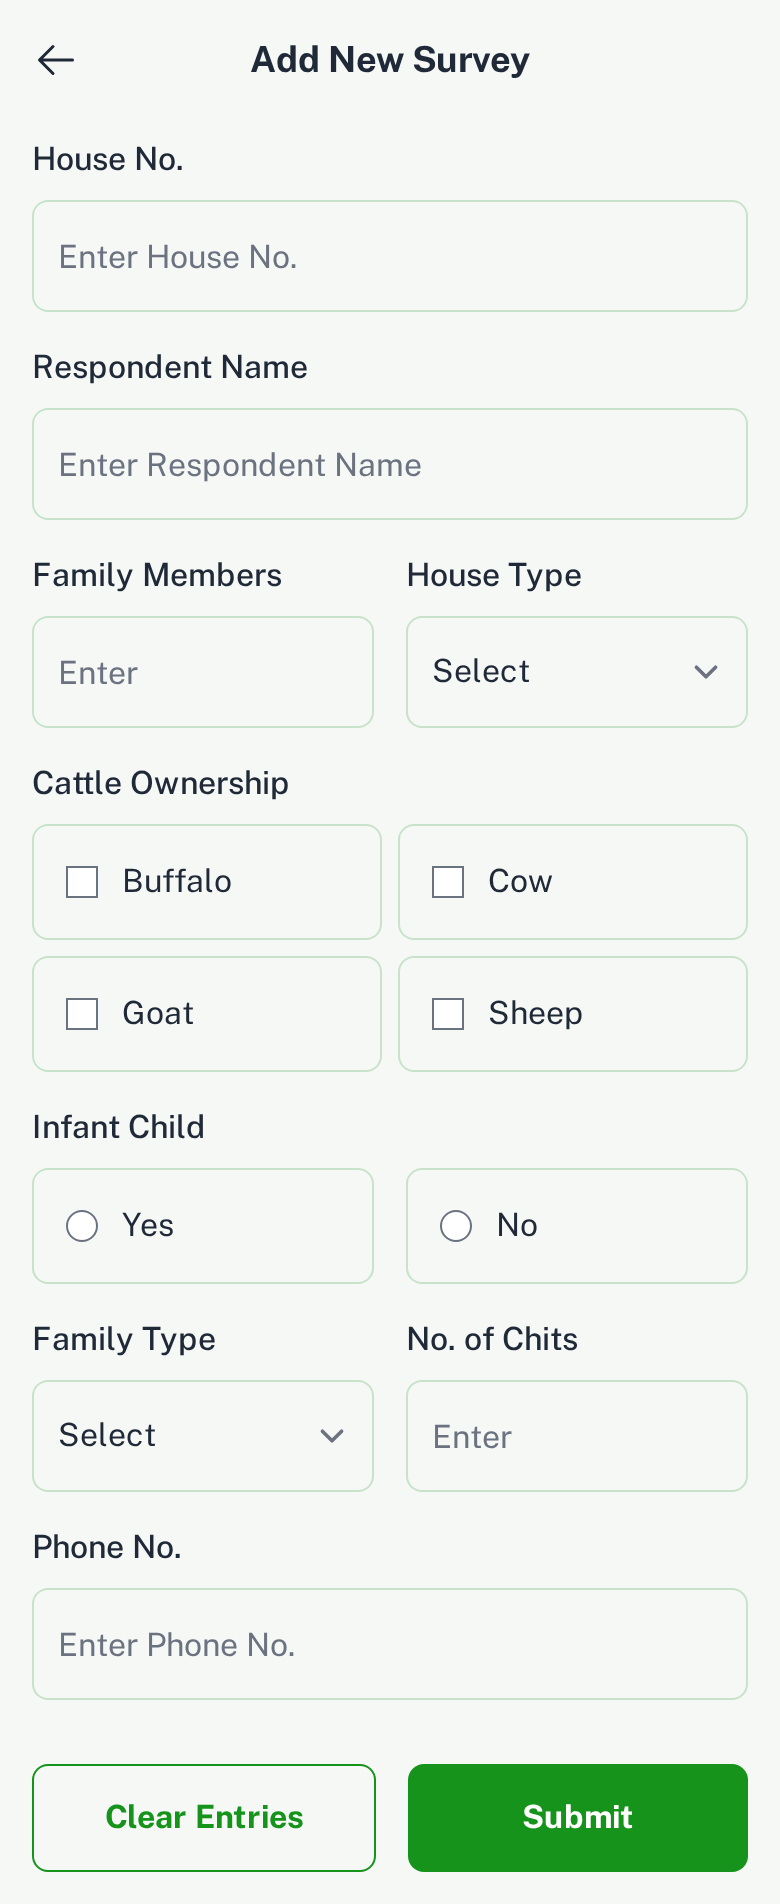 Add New Survey
House No.
Enter House No.
Respondent Name
Enter Respondent Name
Family Members House Type
Enter Select
Cattle Ownership
Buffalo Cow
Goat Sheep
Infant Child
Yes No
Family Type No. of Chits
Select Enter
Phone No.
Enter Phone No.
Clear Entries Submit